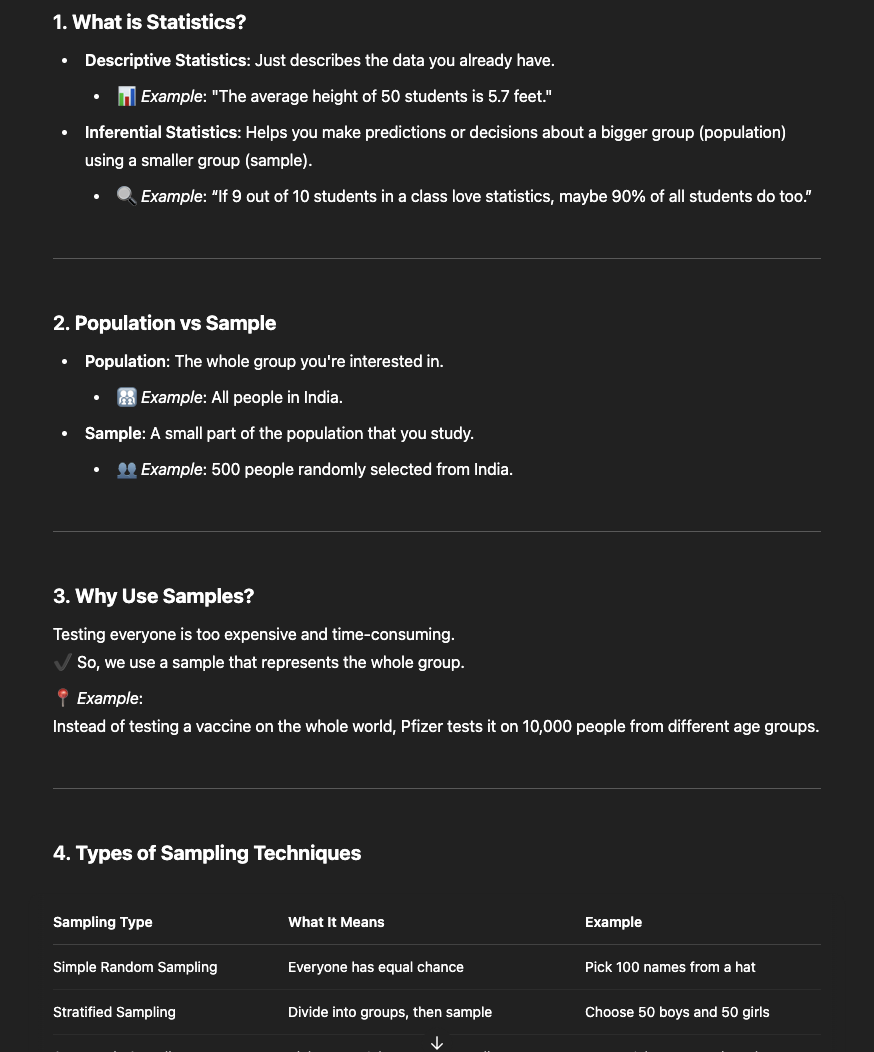 1. What is Statistics?
• Descriptive Statistics: Just describes the data you already have.
• 📊 Example: "The average height of 50 students is 5.7 feet."
• Inferential Statistics: Helps you make predictions or decisions about a bigger group (population)
using a smaller group (sample).
• 🔍 Example: “If 9 out of 10 students in a class love statistics, maybe 90% of all students do too.”
2. Population vs Sample
• Population: The whole group you're interested in.
• Example: All people in India.
• Sample: A small part of the population that you study.
• 👥 Example: 500 people randomly selected from India.
3. Why Use Samples?
Testing everyone is too expensive and time-consuming.
✔️ So, we use a sample that represents the whole group.
📍 Example:
Instead of testing a vaccine on the whole world, Pfizer tests it on 10,000 people from different age groups.
4. Types of Sampling Techniques
Sampling Type What It Means Example
Simple Random Sampling Everyone has equal chance Pick 100 names from a hat
Stratified Sampling Divide into groups, then sample Choose 50 boys and 50 girls